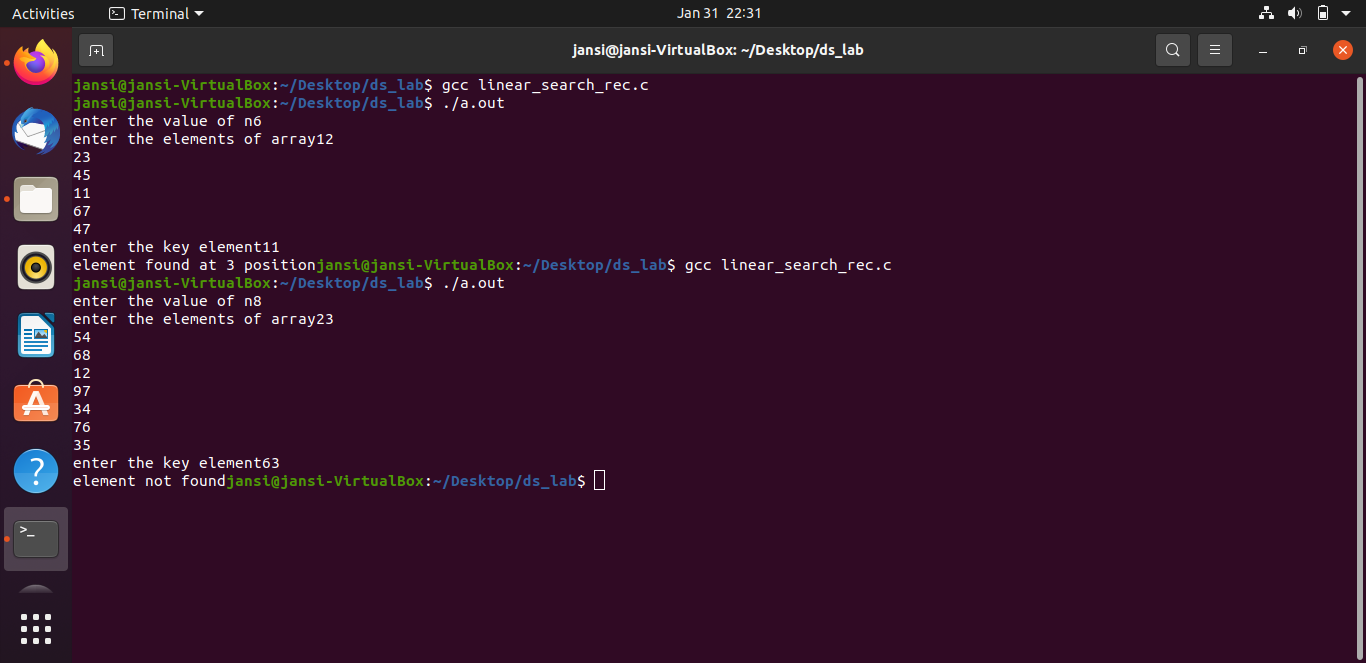 Activities Terminal Jan 31 22:31
jansi@jansi-VirtualBox: ~/Desktop/ds_lab
jansi@jansi-VirtualBox:~/Desktop/ds_lab$ gcc linear_search_rec.c
jansi@jansi-VirtualBox:~/Desktop/ds_lab$ ./a.out
enter the value of n6
enter the elements of array12
23
45
11
67
47
enter the key element11
element found at 3 positionjansi@jansi-VirtualBox:~/Desktop/ds_lab$ gcc linear_search_rec.c
jansi@jansi-VirtualBox:~/Desktop/ds_lab$ ./a.out
enter the value of n8
enter the elements of array23
54
68
12
97
34
76
35
enter the key element63
element not foundjansi@jansi-VirtualBox:~/Desktop/ds_lab$